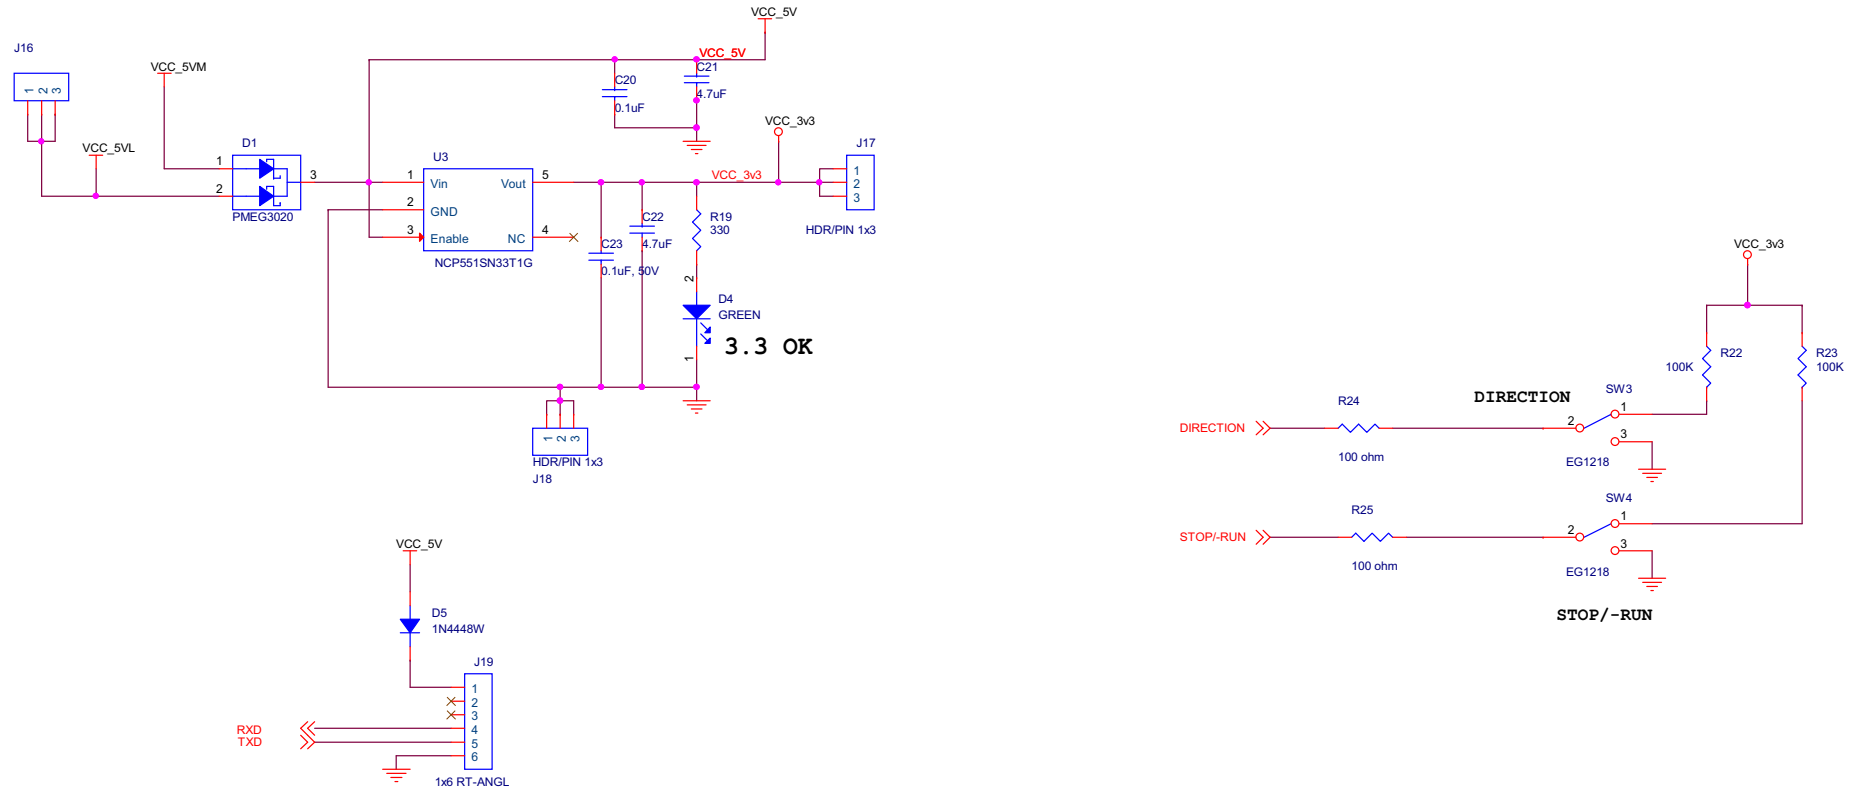 VCC_5V
J16
VCC_5V
VCC_5VM
C21
C20
4.7uF
0.1uF
1 2 3
VCC_3v3
VCC_5VL
D1
J17
U3
1
3
1
Vin
Vout
5
VCC_3v3
1
2
3
2
PMEG3020
2
GND
C22
R19
330
HDR/PIN 1x3
3
Enable
NC
4
C23
4.7uF
NCP551SN33T1G
0.1uF, 50V
2
D4
GREEN
3.3 OK
1
1 2 3
HDR/PIN 1x3
J18
VCC_3v3
R22
100K
R23
100K
DIRECTION
SW3
R24
1
DIRECTION
2
3
100 ohm
EG1218
SW4
R25
1
STOP/-RUN
2
3
100 ohm
EG1218
STOP/-RUN
VCC_5V
D5
1N4448W
J19
1
2
3
RXD
4
TXD
5
6
1x6 RT-ANGL